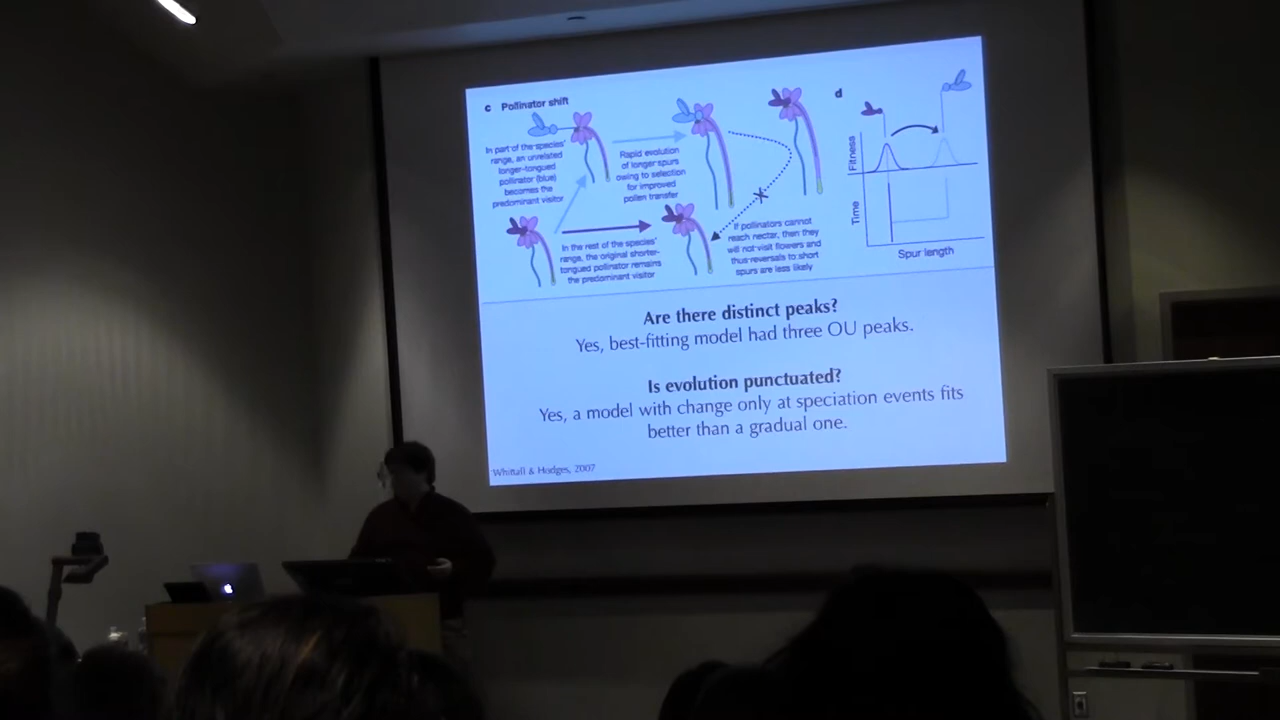 c Pollinator shift
In part of the species'
range, an unrelated
longer-tongued
pollinator (blue)
becomes the
predominant visitor
Rapid evolution
of longer spurs
owing to selection
for improved
pollen transfer
In the rest of the species'
range, the original shorter-
tongued pollinator remains
the predominant visitor
If pollinators cannot
reach nectar, then they
will not visit flowers and
thus reversals to short
spurs are less likely
d
Fitness
Time
Spur length
Are there distinct peaks?
Yes, best-fitting model had three OU peaks.
Is evolution punctuated?
Yes, a model with change only at speciation events fits
better than a gradual one.
Whittall & Hodges, 2007